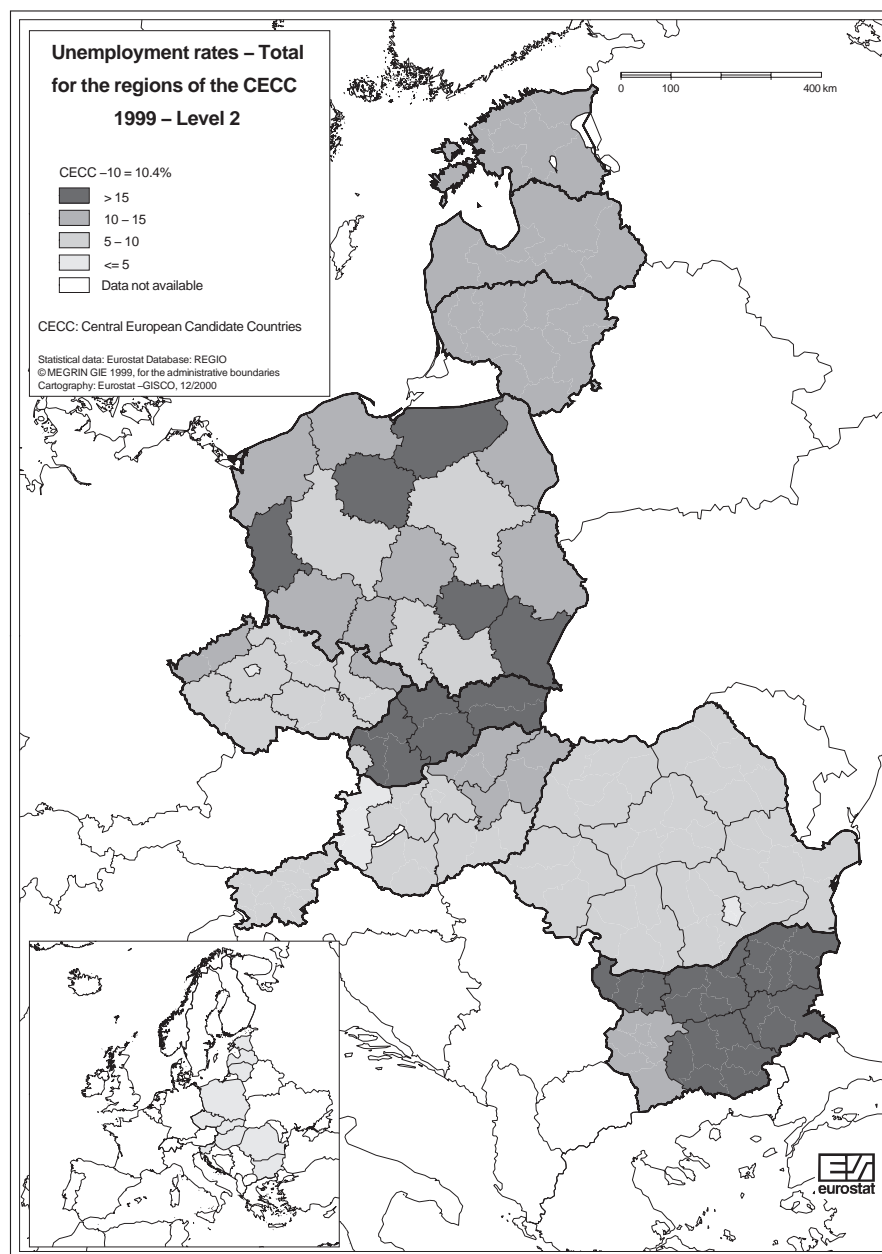 Unemployment rates – Total
for the regions of the CECC
1999 – Level 2
CECC –10 = 10.4%
> 15
10 – 15
5 – 10
<= 5
Data not available
CECC: Central European Candidate Countries
Statistical data: Eurostat Database: REGIO
© MEGRIN GIE 1999, for the administrative boundaries
Cartography: Eurostat –GISCO, 12/2000
0 100 400 km
eurostat